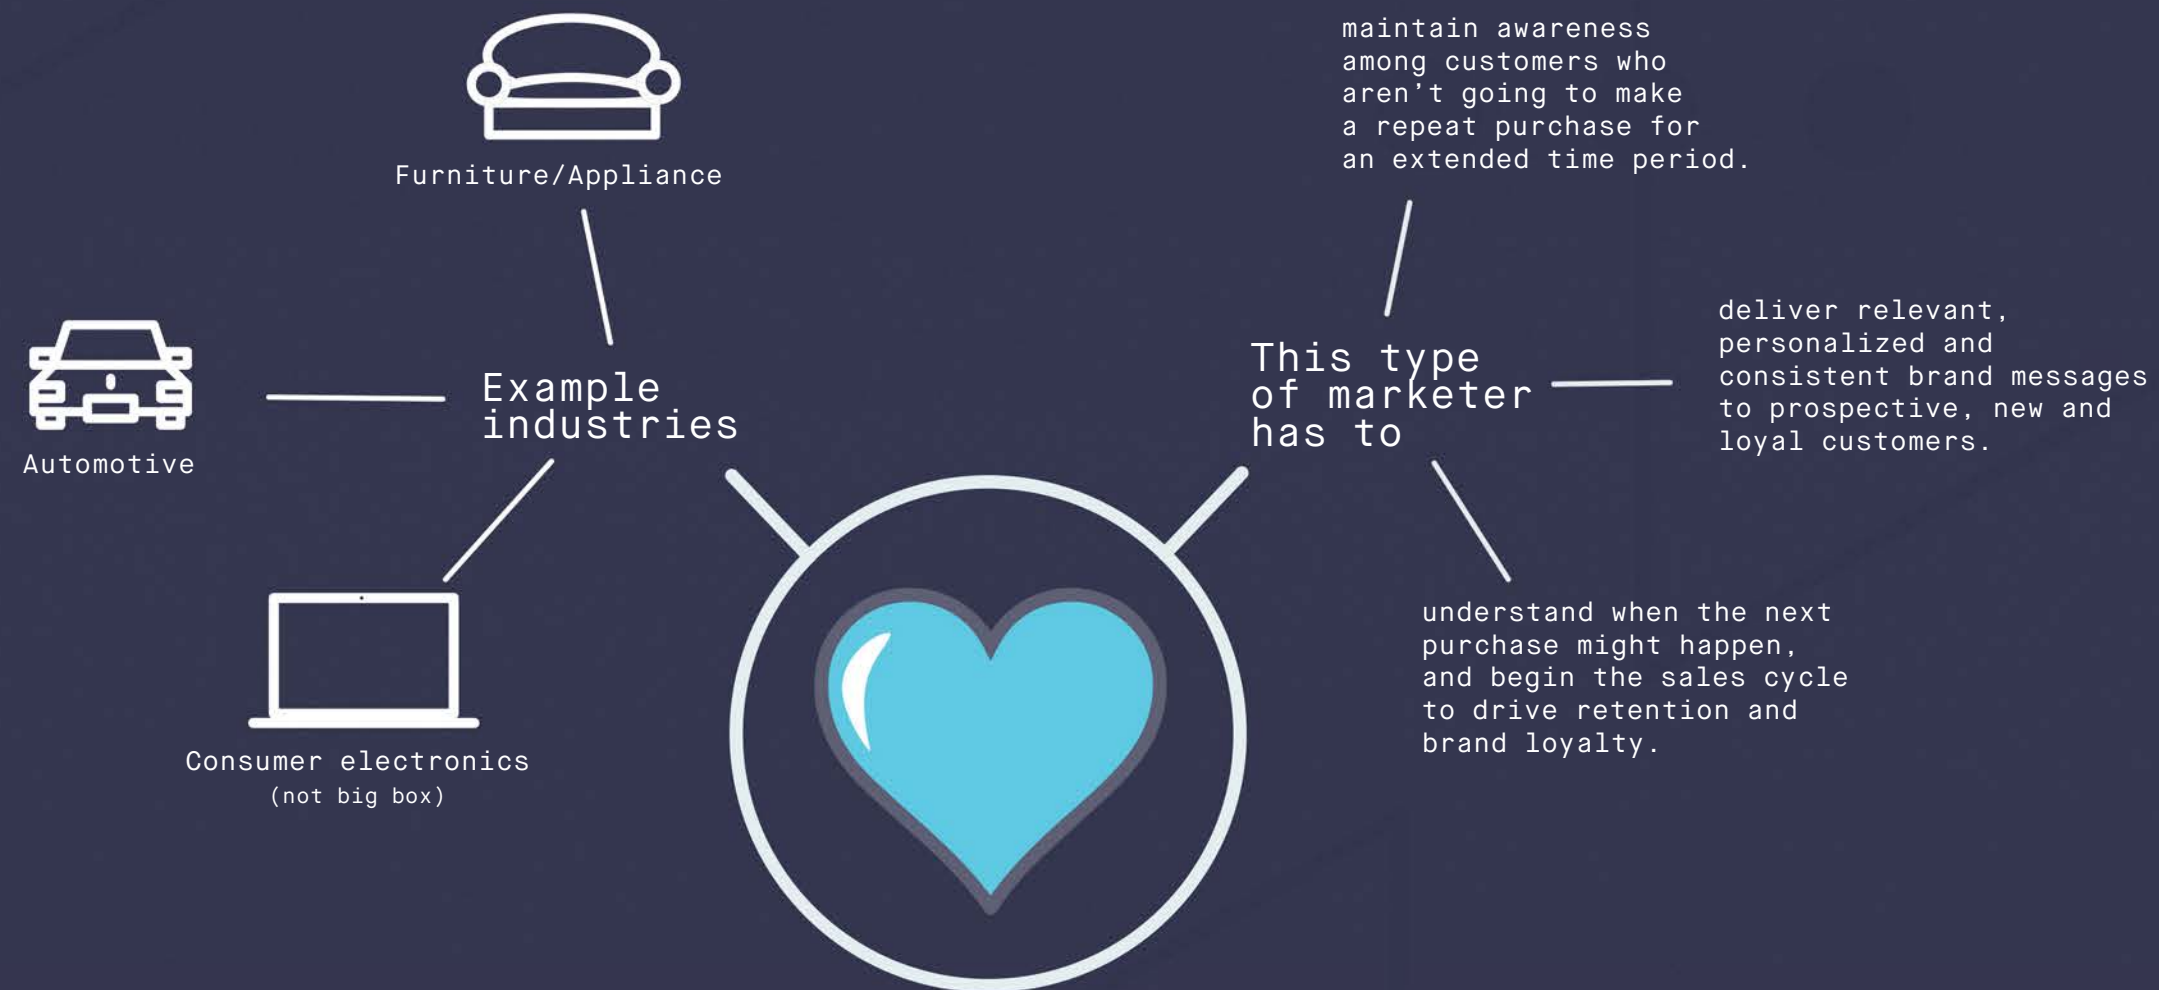 Furniture/Appliance
Automotive
Example
industries
Consumer electronics
(not big box)
maintain awareness
among customers who
aren't going to make
a repeat purchase for
an extended time period.
This type
of marketer
has to
deliver relevant,
personalized and
consistent brand messages
to prospective, new and
loyal customers.
understand when the next
purchase might happen,
and begin the sales cycle
to drive retention and
brand loyalty.